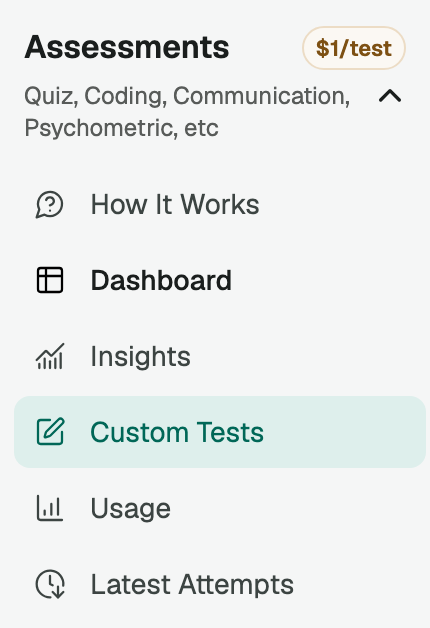 Assessments
$1/test
Quiz, Coding, Communication,
Psychometric, etc
How It Works
Dashboard
Insights
Custom Tests
Usage
Latest Attempts